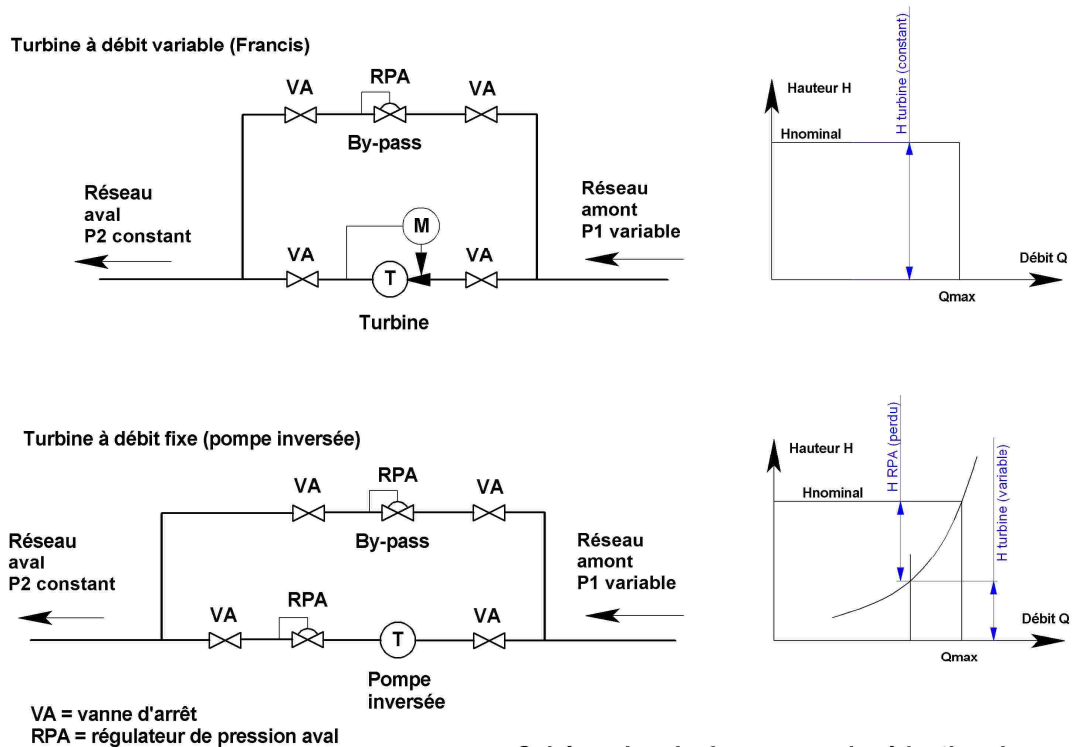 Turbine à débit variable (Francis)
VA
RPA
VA
By-pass
Réseau
aval
P2 constant
Réseau
amont
P1 variable
VA
M
VA
T
Turbine
Hauteur H
H turbine (constant)
Hnominal
Débit Q
Qmax
Turbine à débit fixe (pompe inversée)
VA
RPA
VA
By-pass
Réseau
aval
P2 constant
Réseau
amont
P1 variable
VA
RPA
VA
T
Pompe
inversée
Hauteur H
H RPA (perdu)
H turbine (variable)
Hnominal
Débit Q
Qmax
VA = vanne d'arrêt
RPA = régulateur de pression aval